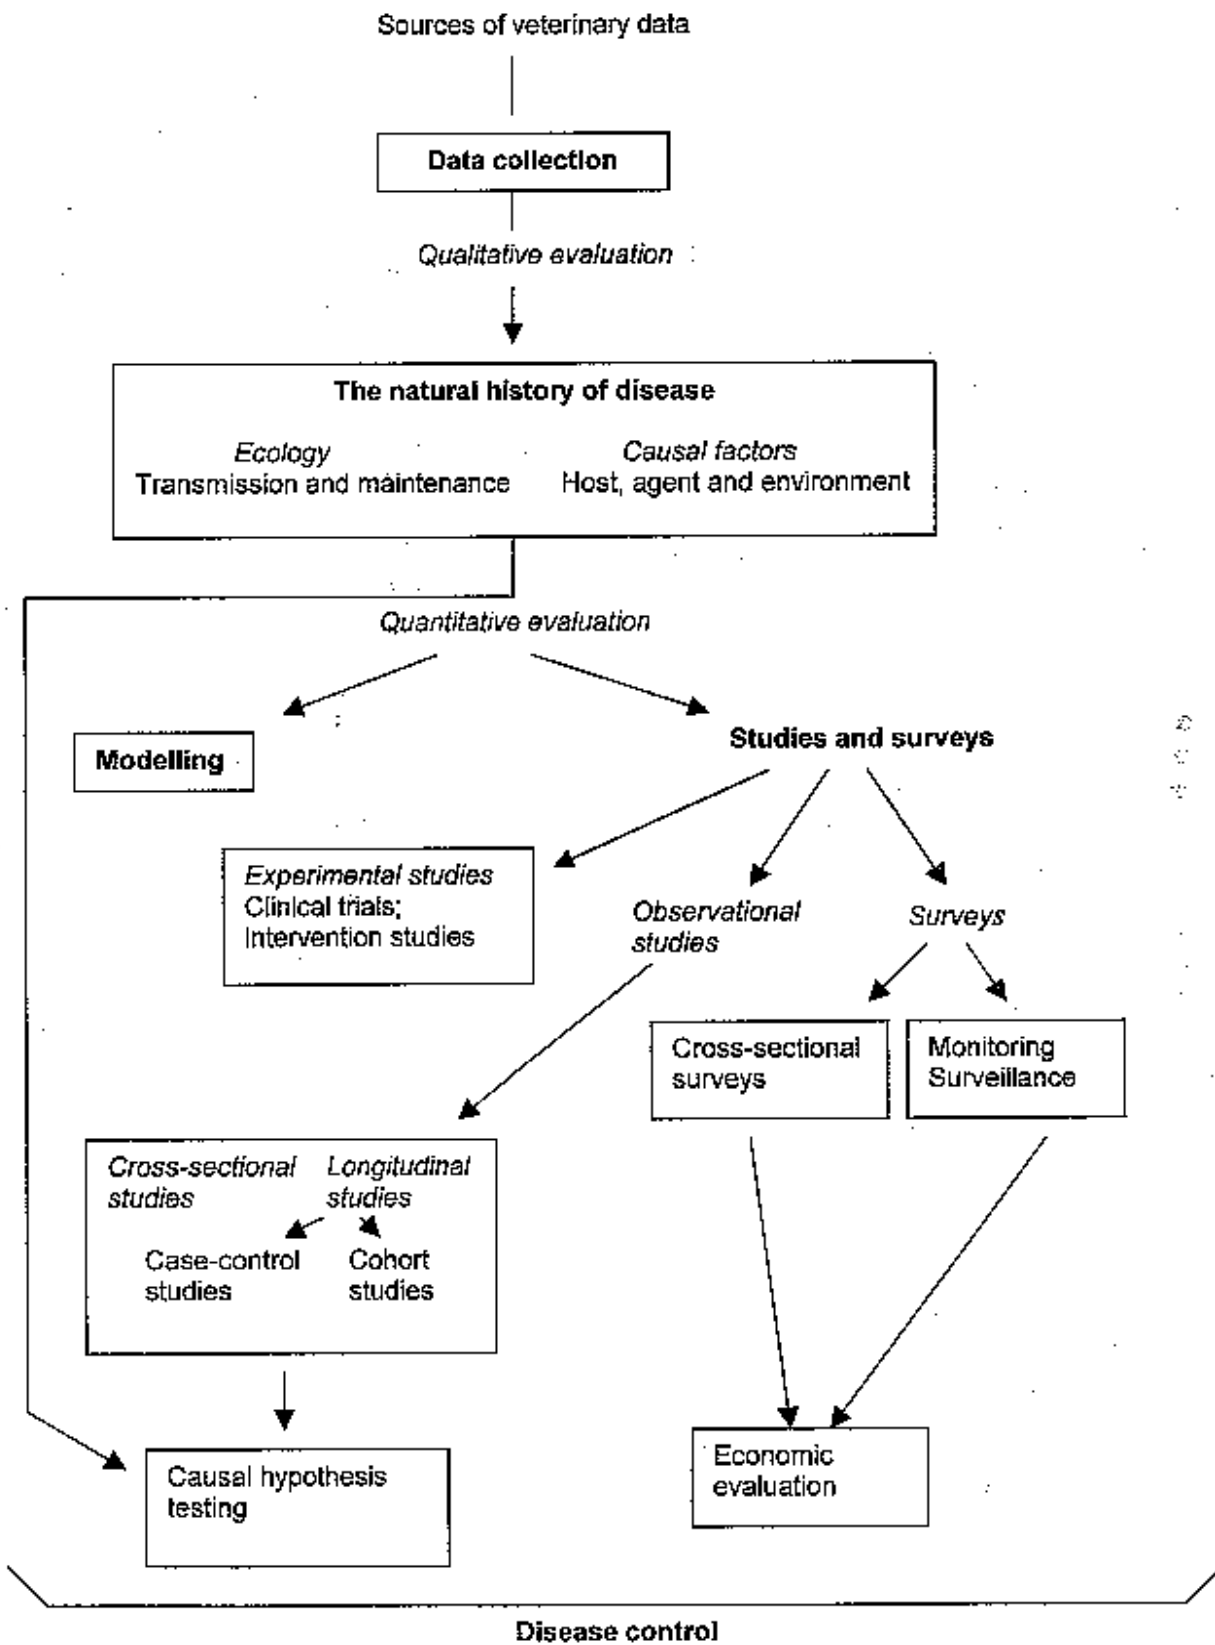 Sources of veterinary data
Data collection
Qualitative evaluation
The natural history of disease
Ecology
Transmission and maintenance
Causal factors
Host, agent and environment
Quantitative evaluation
Modelling
Studies and surveys
Experimental studies
Clinical trials;
Intervention studies
Observational
studies
Surveys
Cross-sectional
surveys
Monitoring
Surveillance
Cross-sectional
studies
Longitudinal
studies
Case-control
studies
Cohort
studies
Causal hypothesis
testing
Economic
evaluation
Disease control